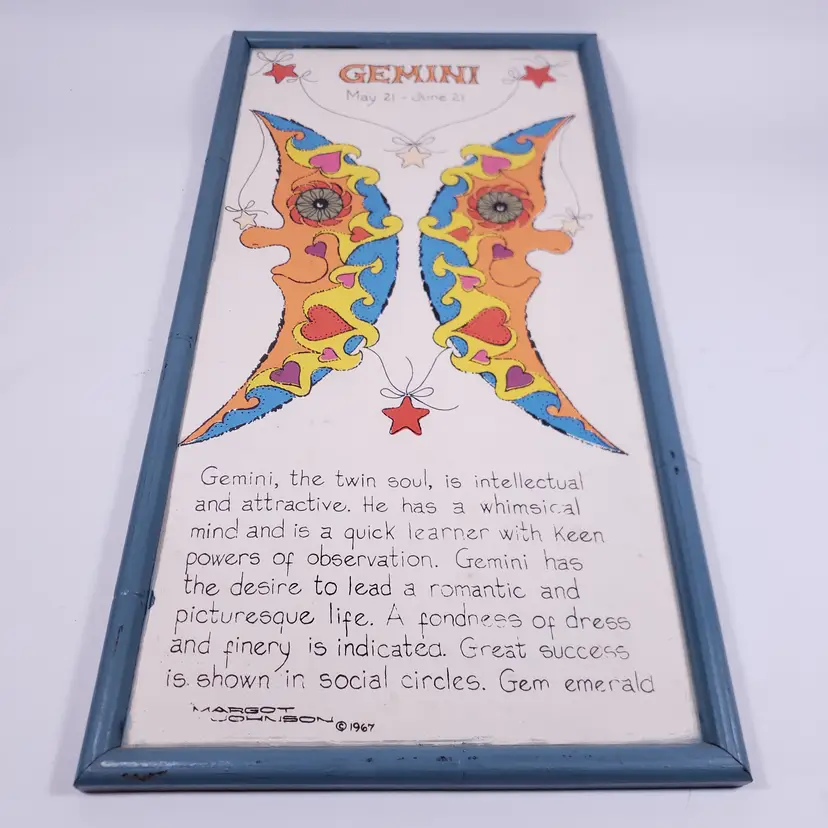 GEMINI
May 21 - June 21
Gemini, the twin soul, is intellectual
and attractive. He has a whimsical
mind and is a quick learner with keen
powers of observation. Gemini has
the desire to lead a romantic and
picturesque life. A fondness of dress
and finery is indicated. Great success
is shown in social circles. Gem emerald
MARGOT
JOHNSON © 1967